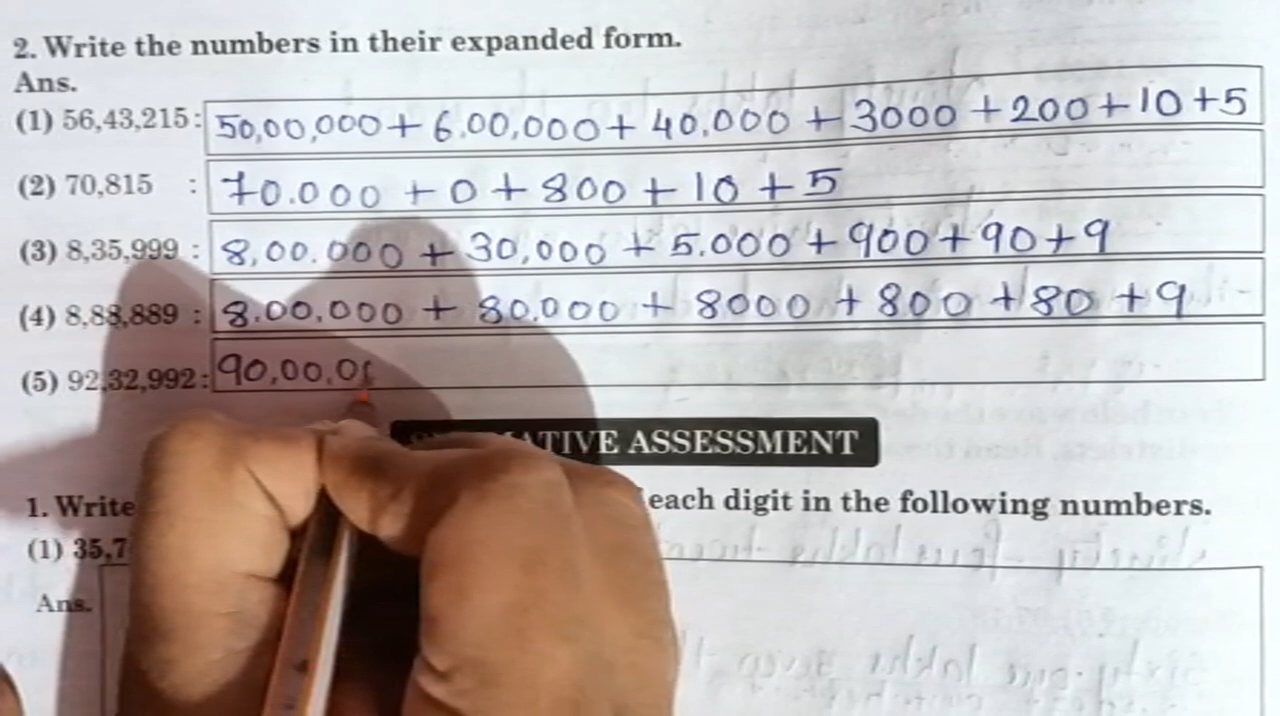 2. Write the numbers in their expanded form.
Ans.
(1) 56,43,215: 50,00,000 + 6,00,000 + 40,000 + 3000 + 200 + 10 + 5
(2) 70,815 : 70.000 + 0 + 800 + 10 + 5
(3) 8,35,999 : 8,00.000 + 30,000 + 5.000 + 900 + 90 + 9
(4) 8,88,889 : 8.00.000 + 80.000 + 8000 + 800 + 80 + 9
(5) 92,32,992: 90,00,0
ASSESSMENT
1. Write each digit in the following numbers.
(1) 35,7
Ans.